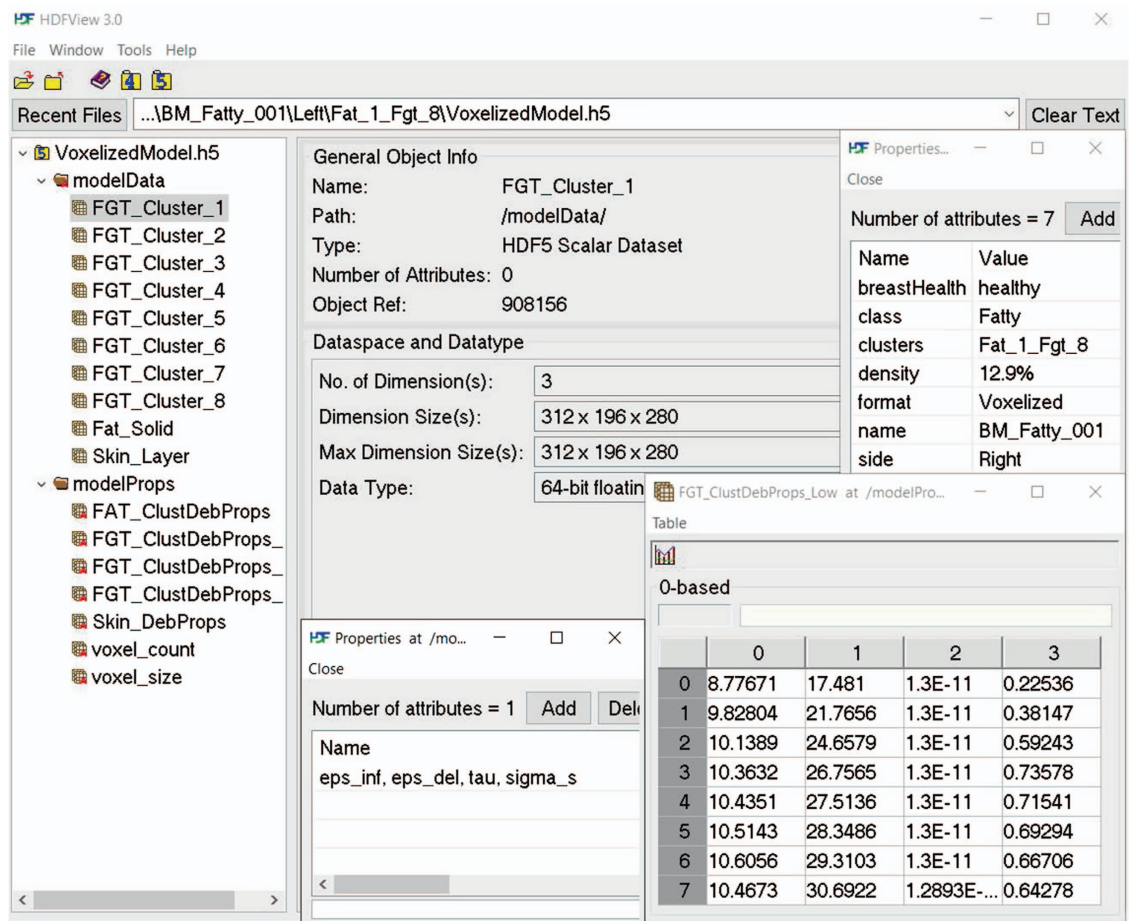 HDF HDFView 3.0
File Window Tools Help
4 5
Recent Files ...\BM_Fatty_001\Left\Fat_1_Fgt_8\VoxelizedModel.h5 Clear Text
5 VoxelizedModel.h5
modelData
FGT_Cluster_1
FGT_Cluster_2
FGT_Cluster_3
FGT_Cluster_4
FGT_Cluster_5
FGT_Cluster_6
FGT_Cluster_7
FGT_Cluster_8
Fat_Solid
Skin_Layer
modelProps
FAT_ClustDebProps
FGT_ClustDebProps_
FGT_ClustDebProps_
FGT_ClustDebProps_
Skin_DebProps
voxel_count
voxel_size
General Object Info
Name: FGT_Cluster_1
Path: /modelData/
Type: HDF5 Scalar Dataset
Number of Attributes: 0
Object Ref: 908156
Dataspace and Datatype
No. of Dimension(s): 3
Dimension Size(s): 312 x 196 x 280
Max Dimension Size(s): 312 x 196 x 280
Data Type: 64-bit floatin
HDF Properties...
Close
Number of attributes = 7 Add
Name Value
breastHealth healthy
class Fatty
clusters Fat_1_Fgt_8
density 12.9%
format Voxelized
name BM_Fatty_001
side Right
HDF Properties at /mo...
Close
Number of attributes = 1 Add Del
Name
eps_inf, eps_del, tau, sigma_s
FGT_ClustDebProps_Low at /modelPro...
Table
0-based
0 1 2 3
0 8.77671 17.481 1.3E-11 0.22536
1 9.82804 21.7656 1.3E-11 0.38147
2 10.1389 24.6579 1.3E-11 0.59243
3 10.3632 26.7565 1.3E-11 0.73578
4 10.4351 27.5136 1.3E-11 0.71541
5 10.5143 28.3486 1.3E-11 0.69294
6 10.6056 29.3103 1.3E-11 0.66706
7 10.4673 30.6922 1.2893E-... 0.64278